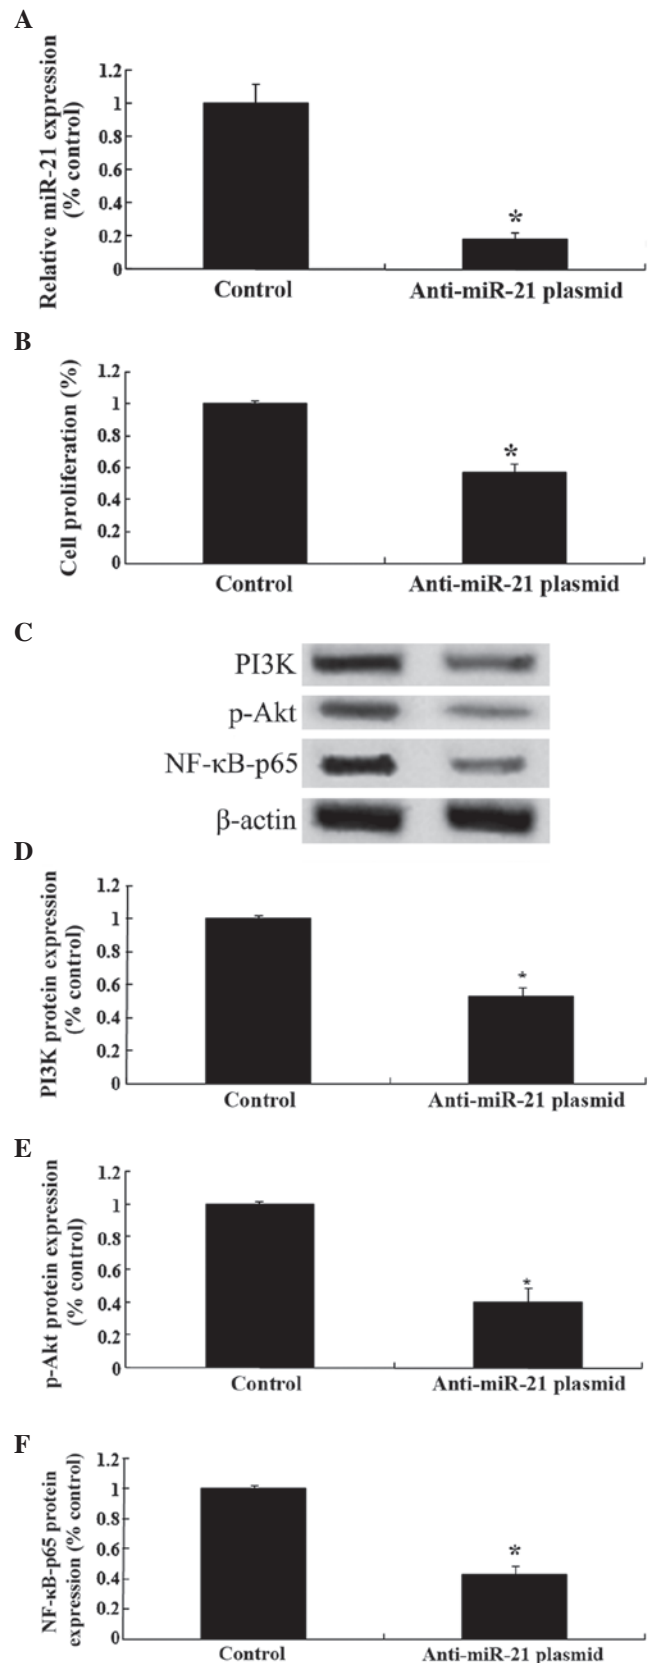 A
Relative miR-21 expression
(% control)
1.2
1
0.8
0.6
0.4
0.2
0
*
Control
Anti-miR-21 plasmid
B
Cell proliferation (%)
1.2
1
0.8
0.6
0.4
0.2
0
*
Control
Anti-miR-21 plasmid
C
PI3K
p-Akt
NF-κB-p65
β-actin
D
PI3K protein expression
(% control)
1.2
1
0.8
0.6
0.4
0.2
0
*
Control
Anti-miR-21 plasmid
E
p-Akt protein expression
(% control)
1.2
1
0.8
0.6
0.4
0.2
0
*
Control
Anti-miR-21 plasmid
F
NF-κB-p65 protein
expression (% control)
1.2
1
0.8
0.6
0.4
0.2
0
*
Control
Anti-miR-21 plasmid